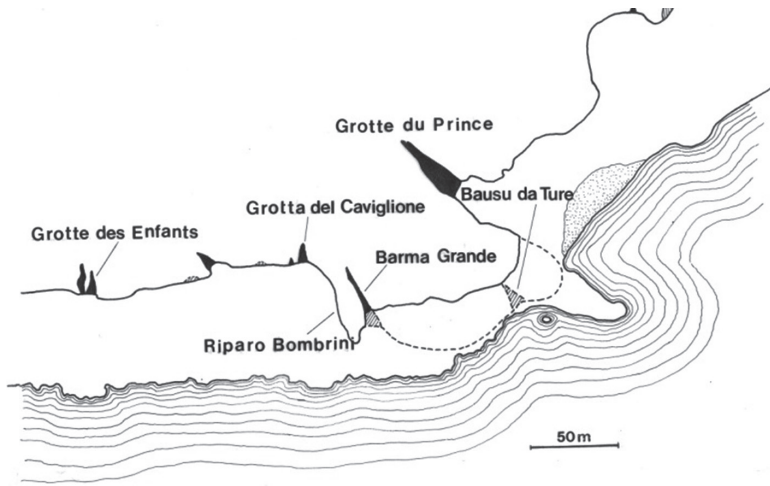 Grotte du Prince
Bausu da Ture
Grotta del Caviglione
Grotte des Enfants
Barma Grande
Riparo Bombrini
50m